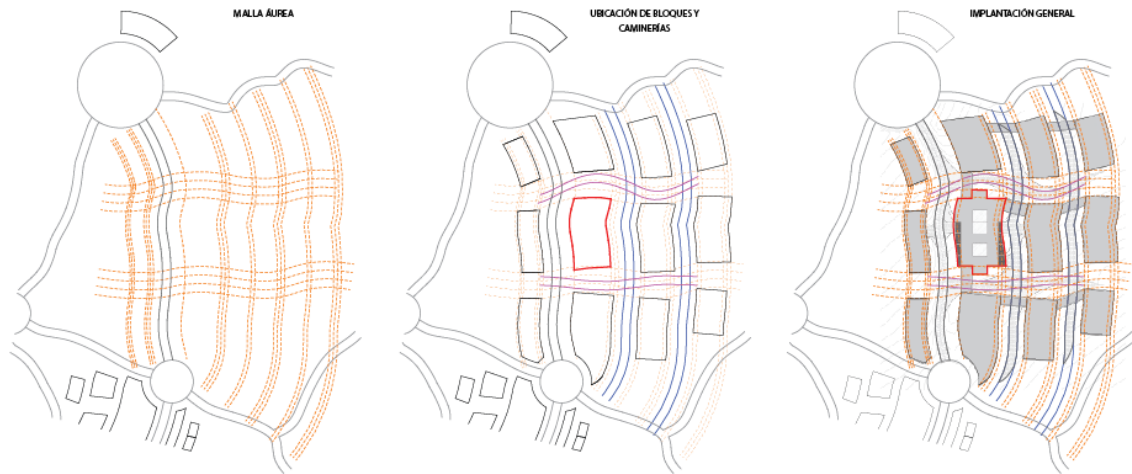 MALLA ÁUREA
UBICACIÓN DE BLOQUES Y
CAMINERÍAS
IMPLANTACIÓN GENERAL